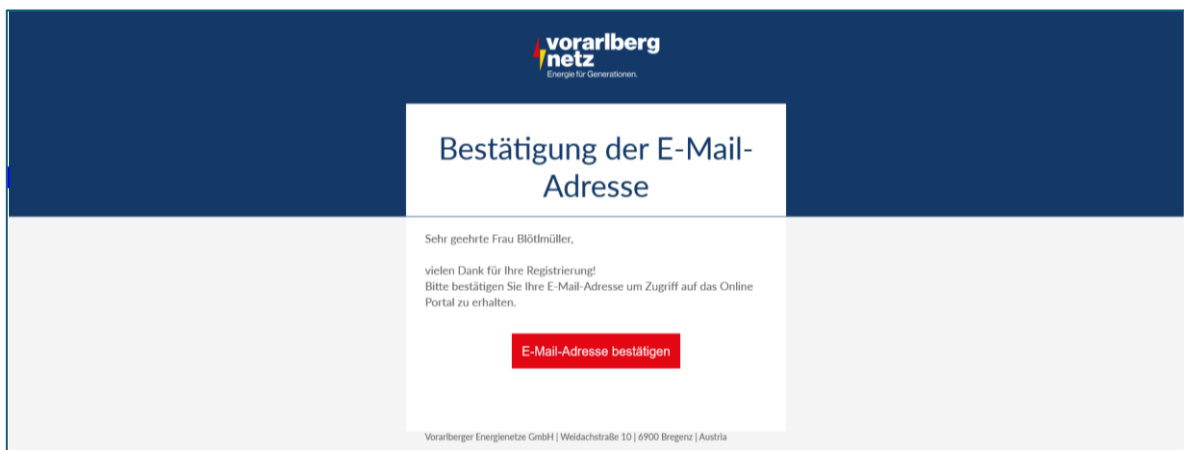 vorarlberg
netz
Energie für Generationen.
Bestätigung der E-Mail-
Adresse
Sehr geehrte Frau Blötlmüller,
vielen Dank für Ihre Registrierung!
Bitte bestätigen Sie Ihre E-Mail-Adresse um Zugriff auf das Online
Portal zu erhalten.
E-Mail-Adresse bestätigen
Vorarlberger Energienetze GmbH | Weidachstraße 10 | 6900 Bregenz | Austria